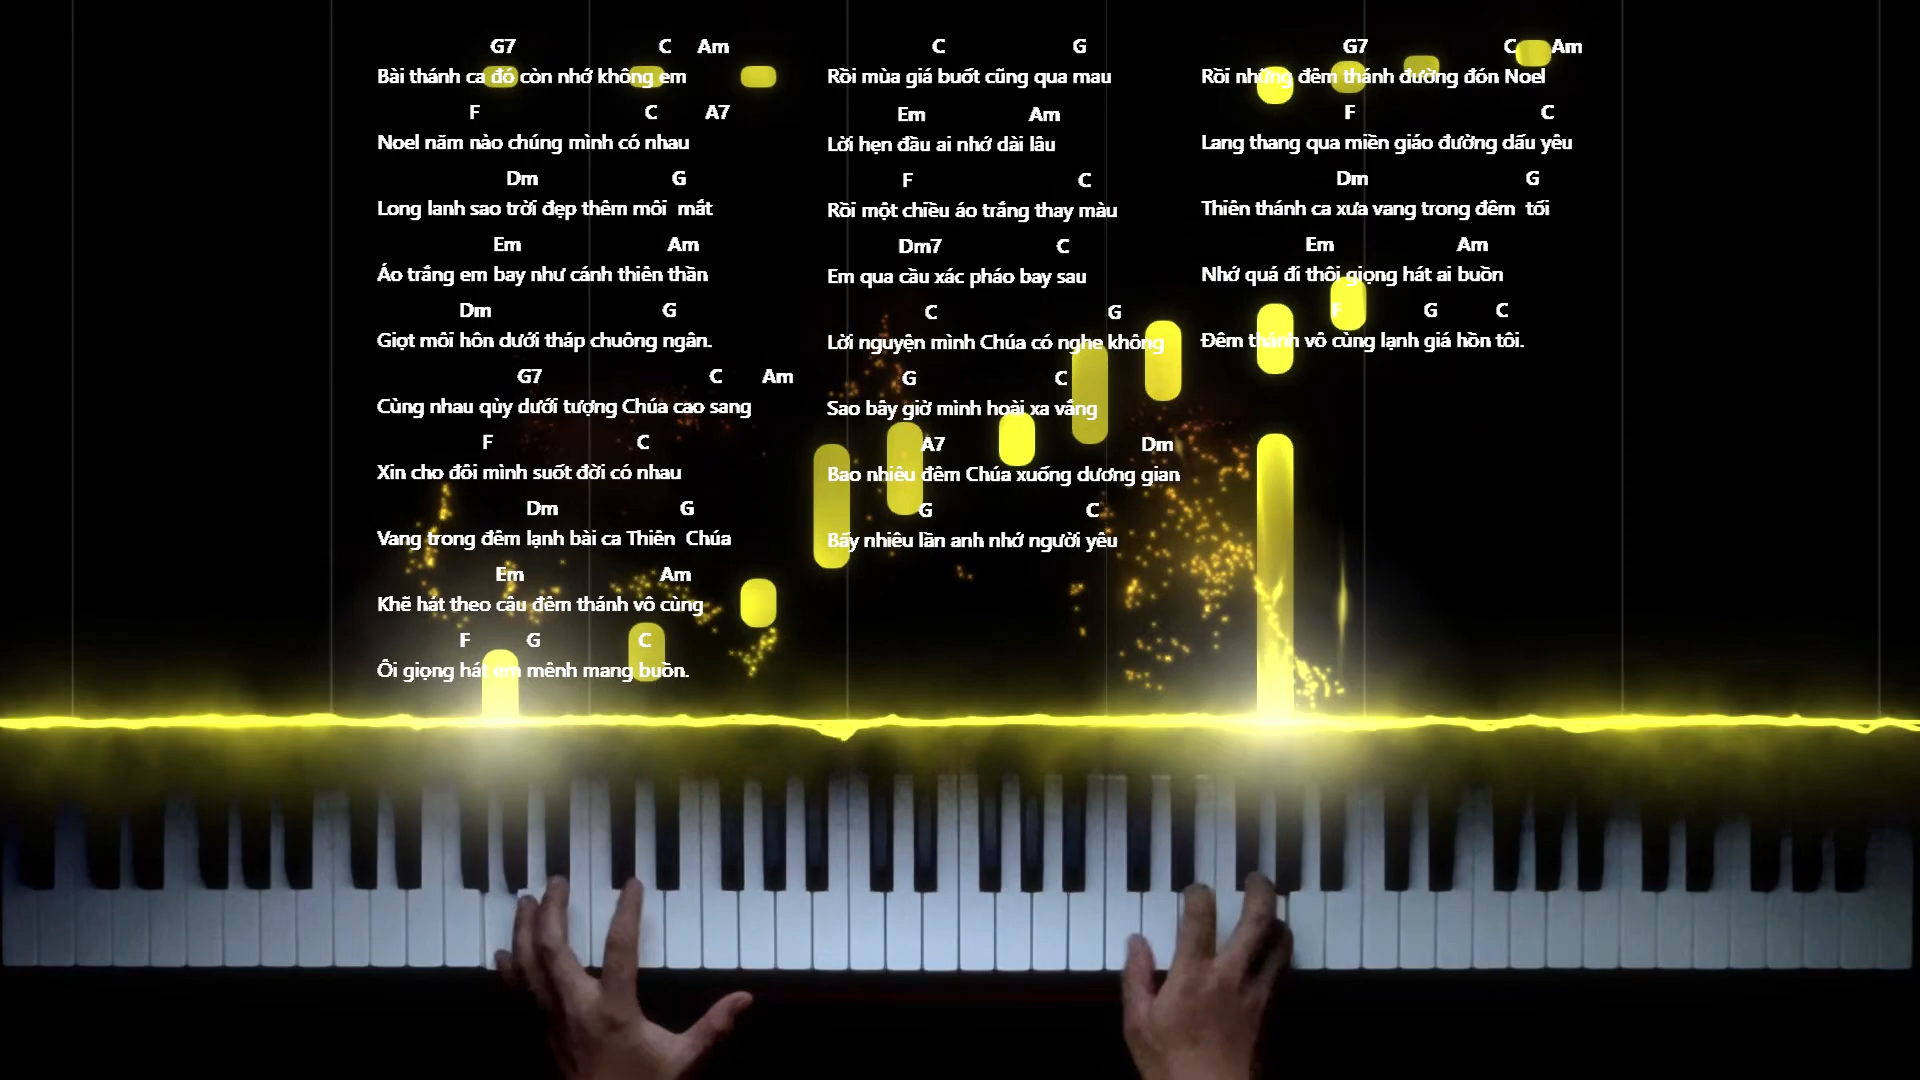 G7 C Am
Bài thánh ca đó còn nhớ không em
F C A7
Noel năm nào chúng mình có nhau
Dm G
Long lanh sao trời đẹp thêm môi mắt
Em Am
Áo trắng em bay như cánh thiên thần
Dm G
Giọt môi hôn dưới tháp chuông ngân.
G7 C Am
Cùng nhau qùy dưới tượng Chúa cao sang
F C
Xin cho đôi mình suốt đời có nhau
Dm G
Vang trong đêm lạnh bài ca Thiên Chúa
Em Am
Khẽ hát theo câu đêm thánh vô cùng
F G C
Ôi giọng hát em mênh mang buồn.
C G
Rồi mùa giá buốt cũng qua mau
Em Am
Lời hẹn đầu ai nhớ dài lâu
F C
Rồi một chiều áo trắng thay màu
Dm7 C
Em qua cầu xác pháo bay sau
C G
Lời nguyện mình Chúa có nghe không
G C
Sao bây giờ mình hoài xa vắng
A7 Dm
Bao nhiêu đêm Chúa xuống dương gian
G C
Bấy nhiêu lần anh nhớ người yêu
G7 C Am
Rồi những đêm thánh đường đón Noel
F C
Lang thang qua miền giáo đường dấu yêu
Dm G
Thiên thánh ca xưa vang trong đêm tối
Em Am
Nhớ quá đi thôi giọng hát ai buồn
F G C
Đêm thánh vô cùng lạnh giá hồn tôi.